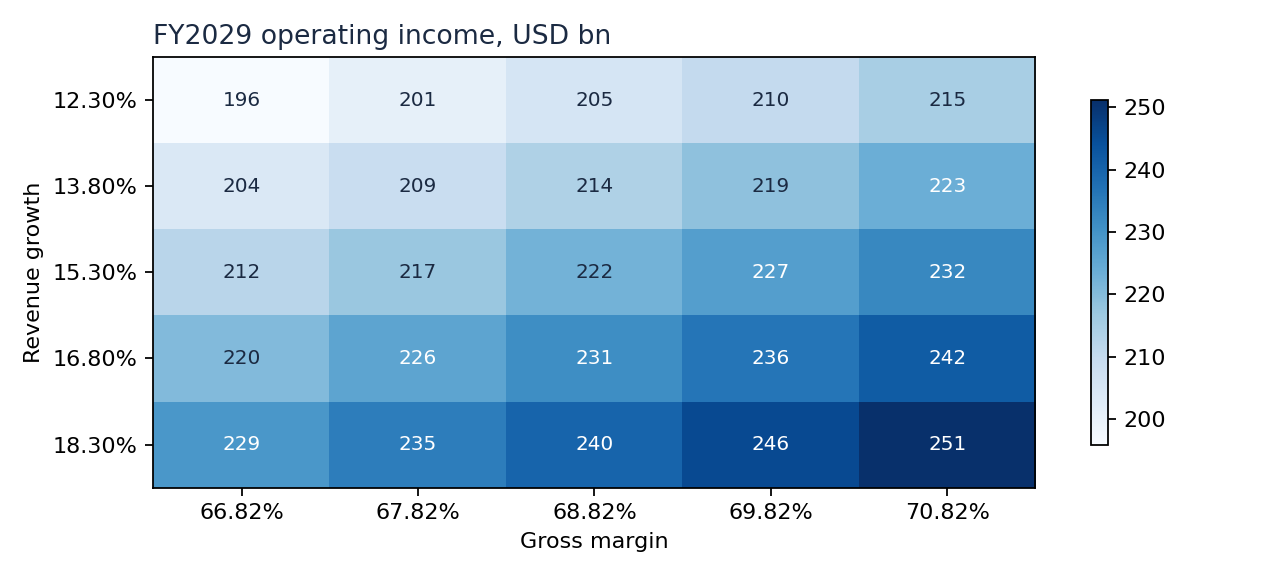 FY2029 operating income, USD bn
12.30% 196 201 205 210 215
13.80% 204 209 214 219 223
15.30% 212 217 222 227 232
16.80% 220 226 231 236 242
18.30% 229 235 240 246 251
66.82% 67.82% 68.82% 69.82% 70.82%
Gross margin
Revenue growth
250
240
230
220
210
200